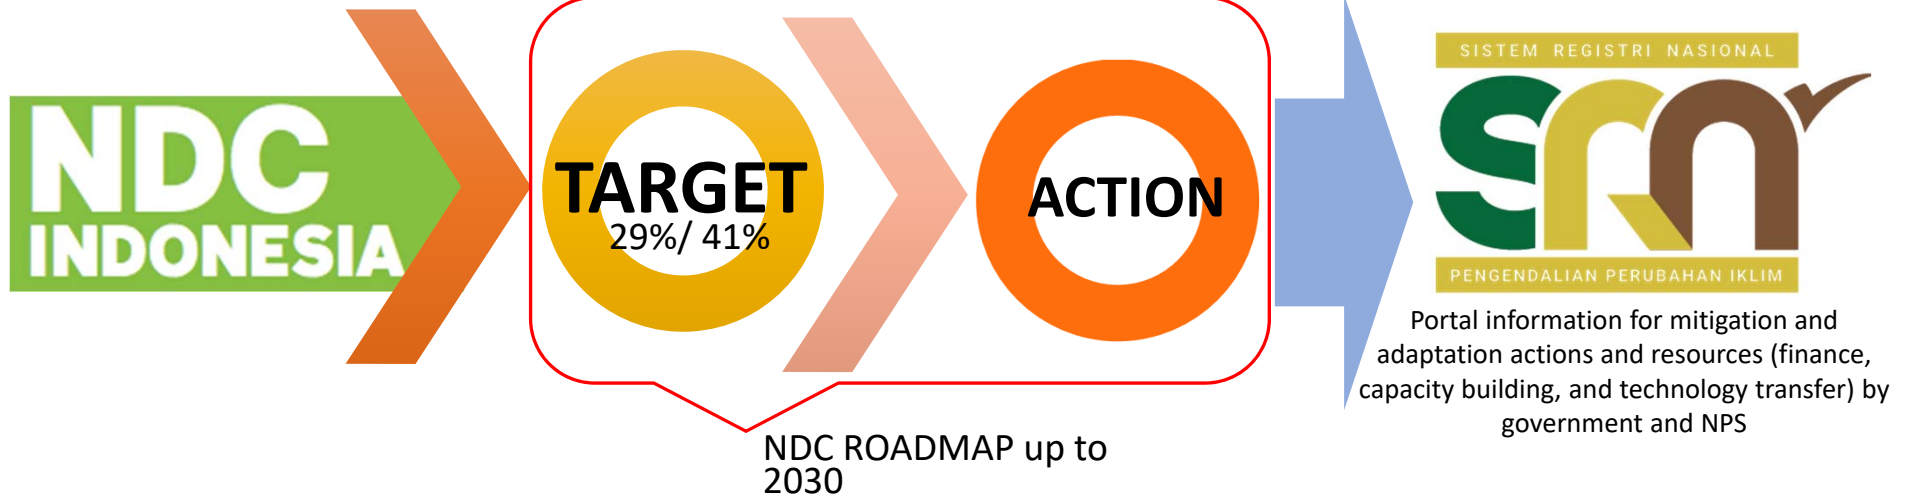 NDC
INDONESIA
TARGET
29%/ 41%
ACTION
NDC ROADMAP up to
2030
SISTEM REGISTRI NASIONAL
srn
PENGENDALIAN PERUBAHAN IKLIM
Portal information for mitigation and
adaptation actions and resources (finance,
capacity building, and technology transfer) by
government and NPS